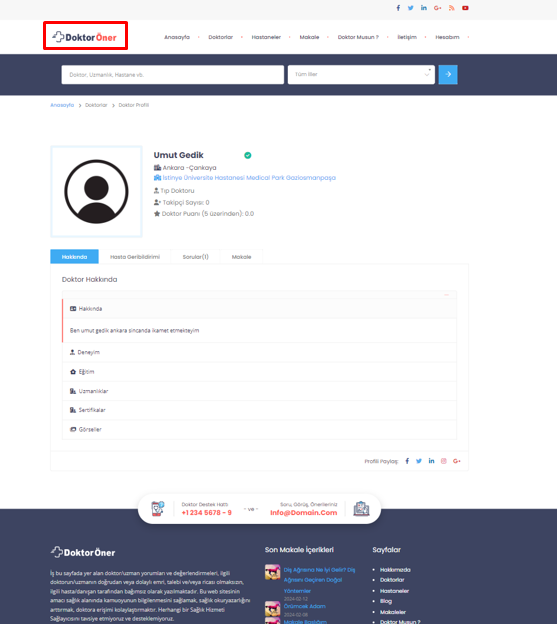 DoktorÖner
Anasayfa
Doktorlar
Hastaneler
Makale
Doktor Musun ?
İletişim
Hesabım
Doktor, Uzmanlık, Hastane vs.
Tüm İller
Anasayfa > Doktorlar > Doktor Profili
Umut Gedik
Ankara -Çankaya
İstinye Üniversite Hastanesi Medical Park Gaziosmanpaşa
Tıp Doktoru
Takipçi Sayısı: 0
Doktor Puanı (5 üzerinden): 0.0
Hakkında
Hasta Geribildirimi
Sorular(1)
Makale
Doktor Hakkında
Hakkında
Ben umut gedik ankara sincanda ikamet etmekteyim
Deneyim
Eğitim
Uzmanlıklar
Sertifikalar
Görseller
Profili Paylaş:
Doktor Destek Hattı
+1 234 5678 - 9
- ve -
Soru, Görüş, Önerileriniz
Info@Domain.Com
DoktorÖner
İş bu sayfada yer alan doktor/uzman yorumları ve değerlendirmeleri, ilgili
doktorun/uzmanın doğrudan veya dolaylı emri, talebi ve/veya ricası olmaksızın,
ilgili hasta/danışan tarafından bağımsız olarak yazılmaktadır. Bu web sitesinin
amacı sağlık alanında kamuoyunun bilgilenmesini sağlamak, sağlık okuryazarlığını
arttırmak, doktora erişimi kolaylaştırmaktır. Herhangi bir Sağlık Hizmeti
Sağlayıcısını tavsiye etmiyoruz ve desteklemiyoruz.
Son Makale İçerikleri
Diş Ağrısına Ne İyi Gelir? Diş
Ağrısını Geçiren Doğal
Yöntemler
2024-02-12
Örümcek Adam
2024-02-08
Makale Başlığım
Sayfalar
Hakkımızda
Doktorlar
Hastaneler
Blog
Makaleler
Doktor Musun ?